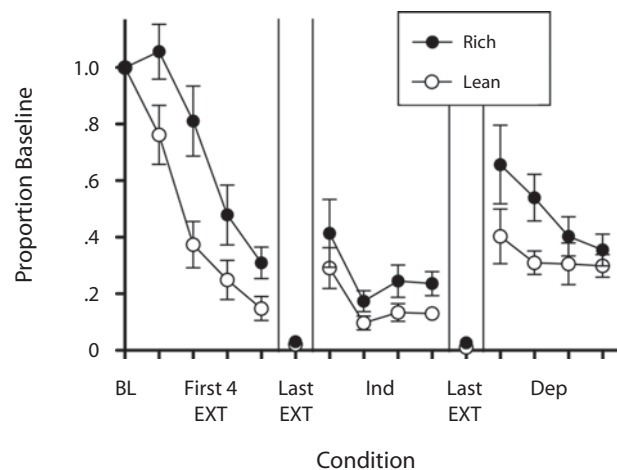 Rich
Lean
Proportion Baseline
1.0
.8
.6
.4
.2
0
BL
First 4
EXT
Last
EXT
Ind
Last
EXT
Dep
Condition